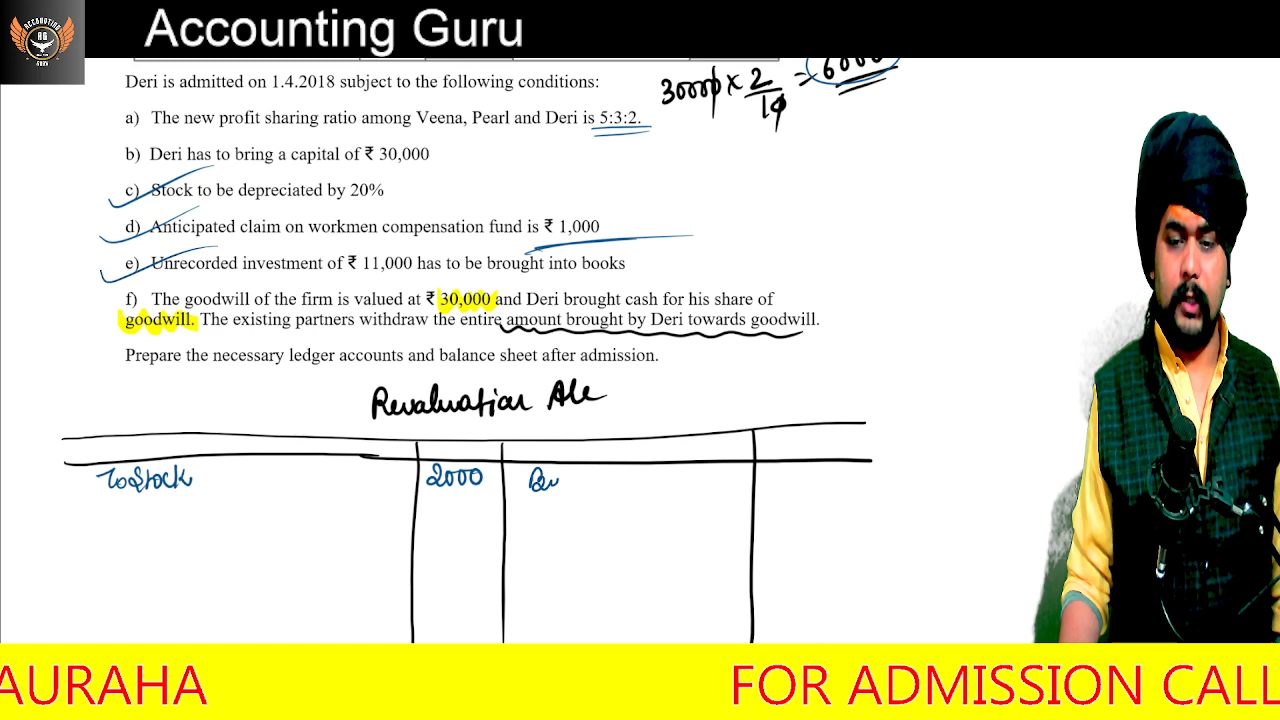 ACCOUNTING
AG
GURU
Accounting Guru
Deri is admitted on 1.4.2018 subject to the following conditions:
30000 × 2/10 = 6000
a) The new profit sharing ratio among Veena, Pearl and Deri is 5:3:2.
b) Deri has to bring a capital of ₹ 30,000
c) Stock to be depreciated by 20%
d) Anticipated claim on workmen compensation fund is ₹ 1,000
e) Unrecorded investment of ₹ 11,000 has to be brought into books
f) The goodwill of the firm is valued at ₹ 30,000 and Deri brought cash for his share of
goodwill. The existing partners withdraw the entire amount brought by Deri towards goodwill.
Prepare the necessary ledger accounts and balance sheet after admission.
Revaluation A/c
To Stock 2000
AURAHA FOR ADMISSION CALL